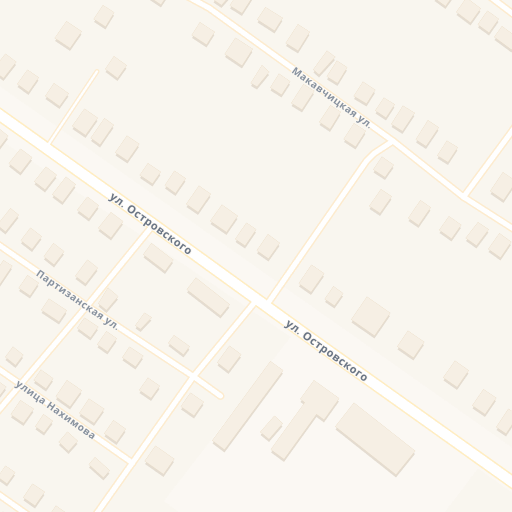 Макавчицкая ул.
ул. Островского
Партизанская ул.
ул. Островского
улица Нахимова